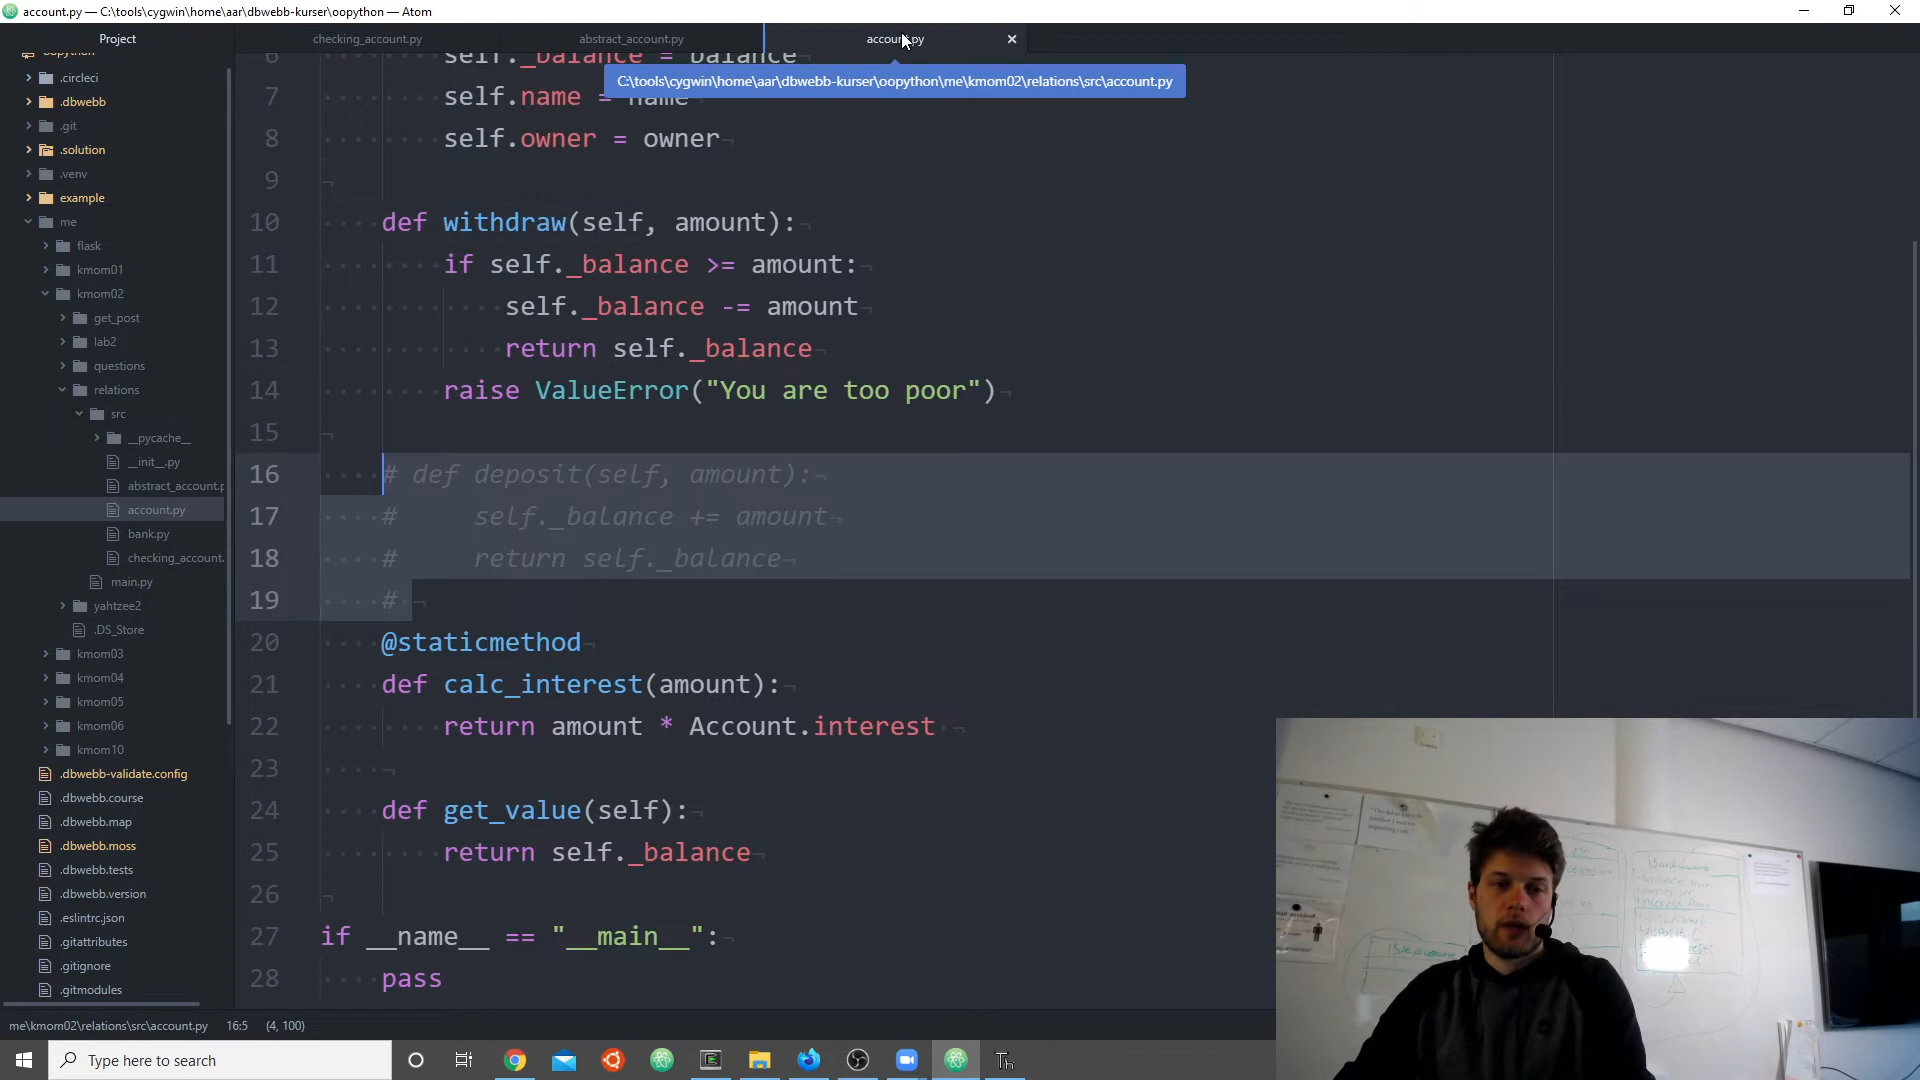 account.py — C:\tools\cygwin\home\aar\dbwebb-kurser\oopython — Atom
Project
checking_account.py
abstract_account.py
account.py
C:\tools\cygwin\home\aar\dbwebb-kurser\oopython\me\kmom02\relations\src\account.py
oopython
.circleci
.dbwebb
.git
.solution
.venv
example
me
flask
kmom01
kmom02
get_post
lab2
questions
relations
src
__pycache__
__init__.py
abstract_account.p
account.py
bank.py
checking_account.
main.py
yahtzee2
.DS_Store
kmom03
kmom04
kmom05
kmom06
kmom10
.dbwebb-validate.config
.dbwebb.course
.dbwebb.map
.dbwebb.moss
.dbwebb.tests
.dbwebb.version
.eslintrc.json
.gitattributes
.gitignore
.gitmodules
6 self._balance = balance
7 self.name = name
8 self.owner = owner
9
10 def withdraw(self, amount):
11 if self._balance >= amount:
12 self._balance -= amount
13 return self._balance
14 raise ValueError("You are too poor")
15
16 # def deposit(self, amount):
17 # self._balance += amount
18 # return self._balance
19 #
20 @staticmethod
21 def calc_interest(amount):
22 return amount * Account.interest
23
24 def get_value(self):
25 return self._balance
26
27 if __name__ == "__main__":
28 pass
me\kmom02\relations\src\account.py 16:5 (4, 100)
Type here to search